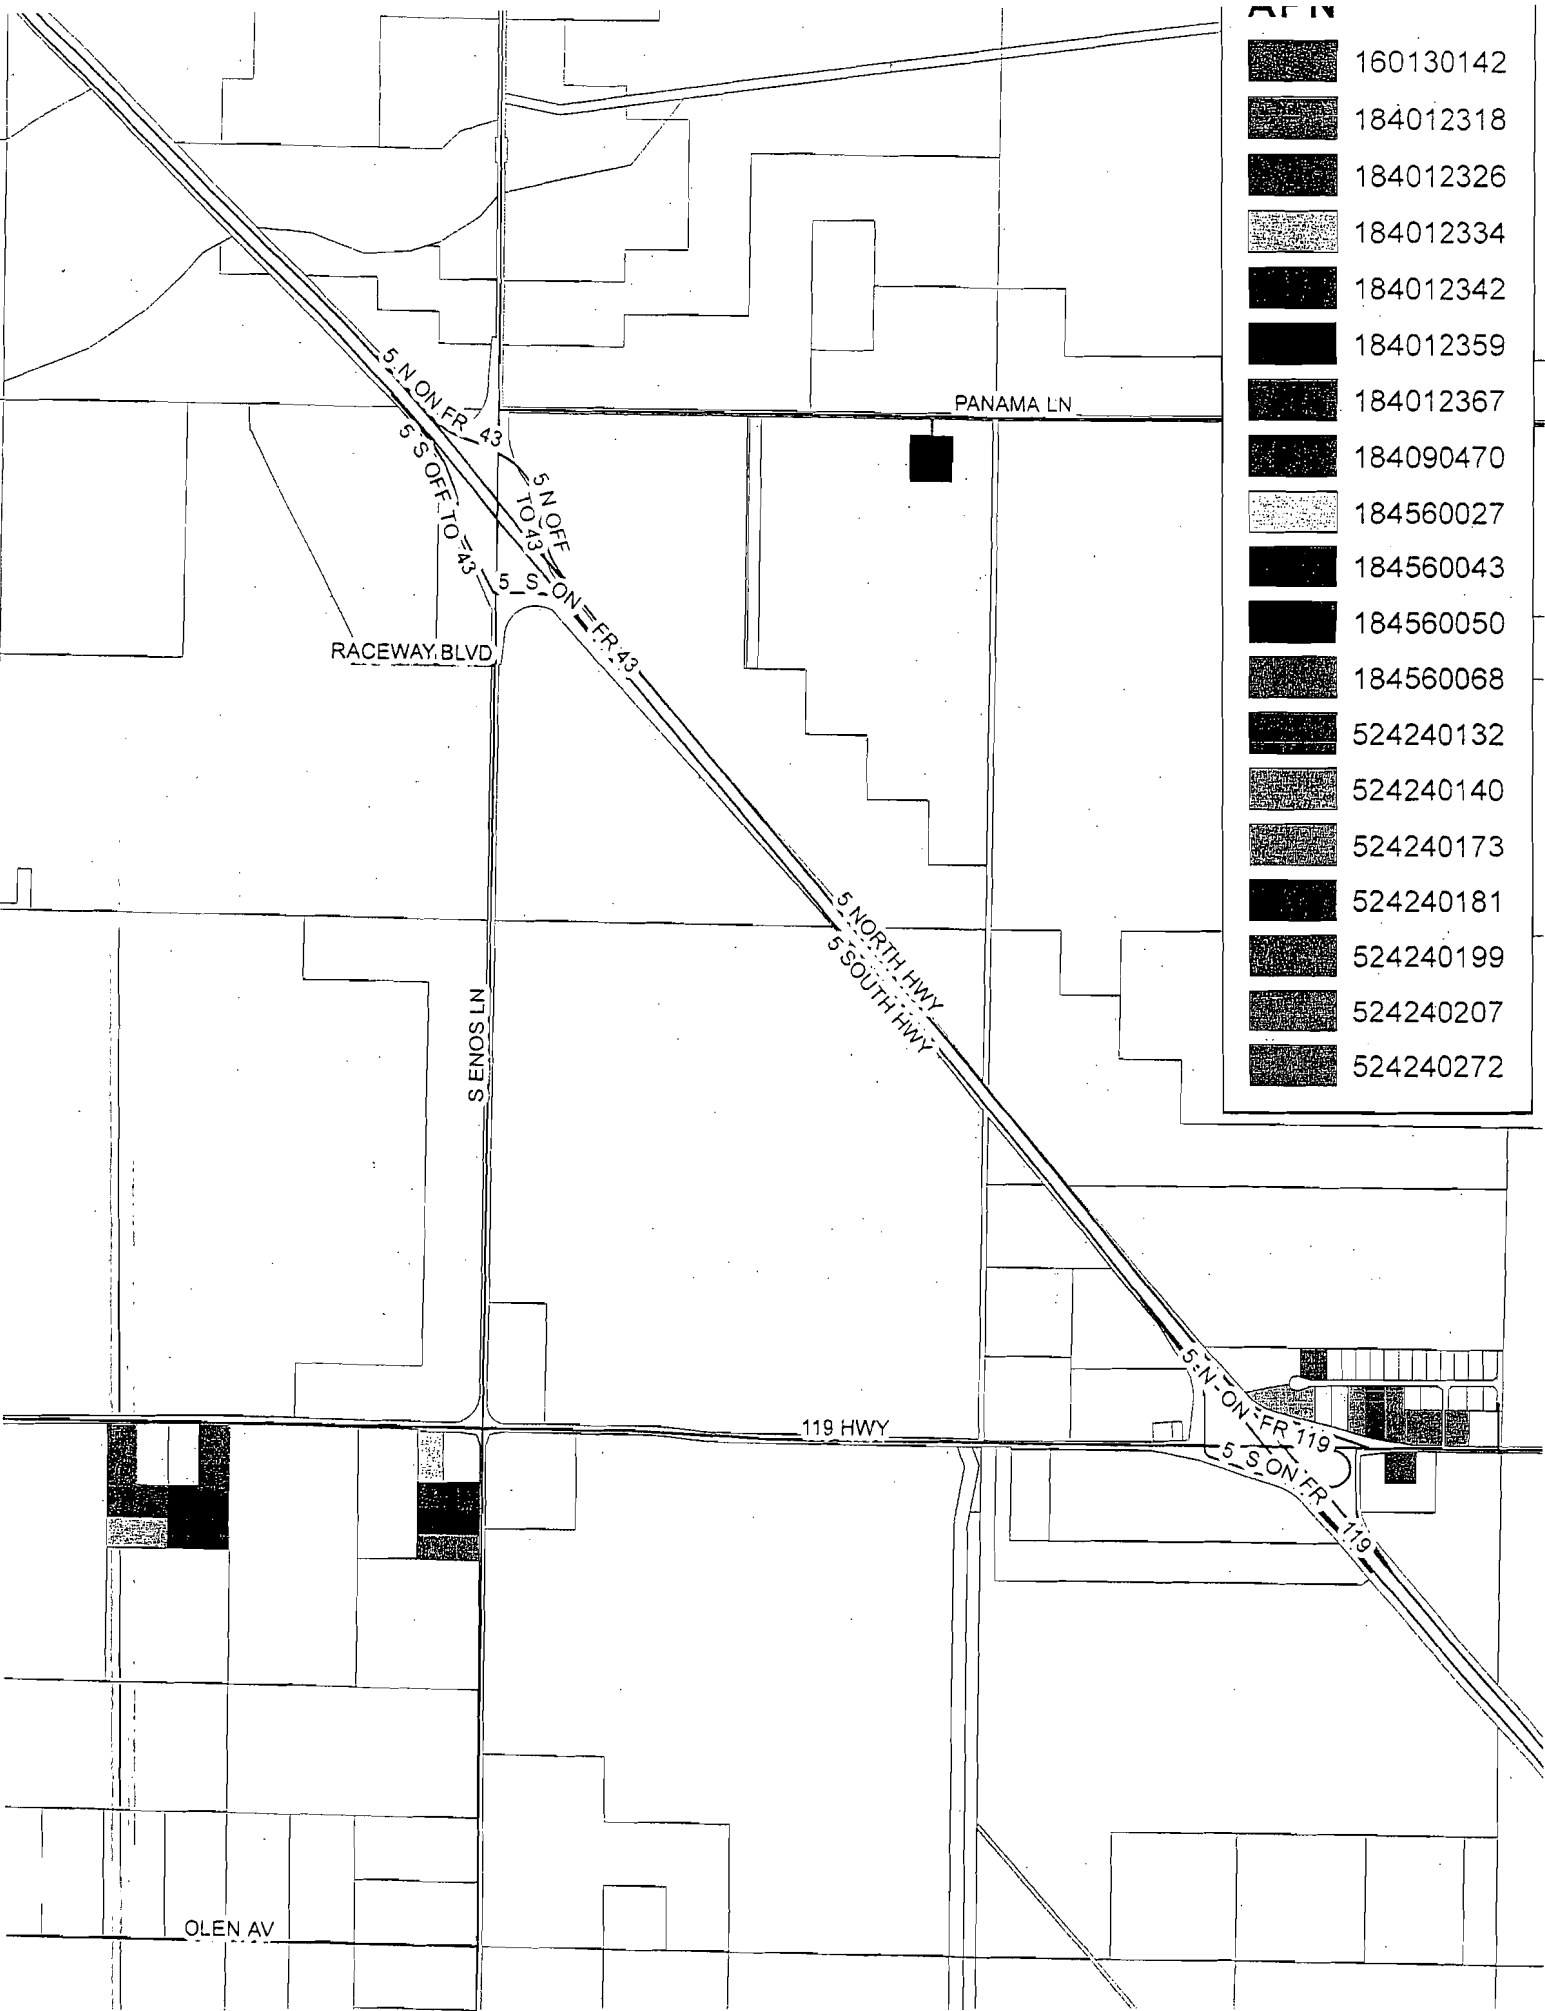 APN
160130142
184012318
184012326
184012334
184012342
184012359
184012367
184090470
184560027
184560043
184560050
184560068
524240132
524240140
524240173
524240181
524240199
524240207
524240272
5 N ON FR 43
PANAMA LN
5 S OFF TO 43
5 N OFF
TO 43
5 S ON FR 43
RACEWAY BLVD
5 NORTH HWY
5 SOUTH HWY
S ENOS LN
5 N ON FR 119
119 HWY
5 S ON FR 119
OLEN AV